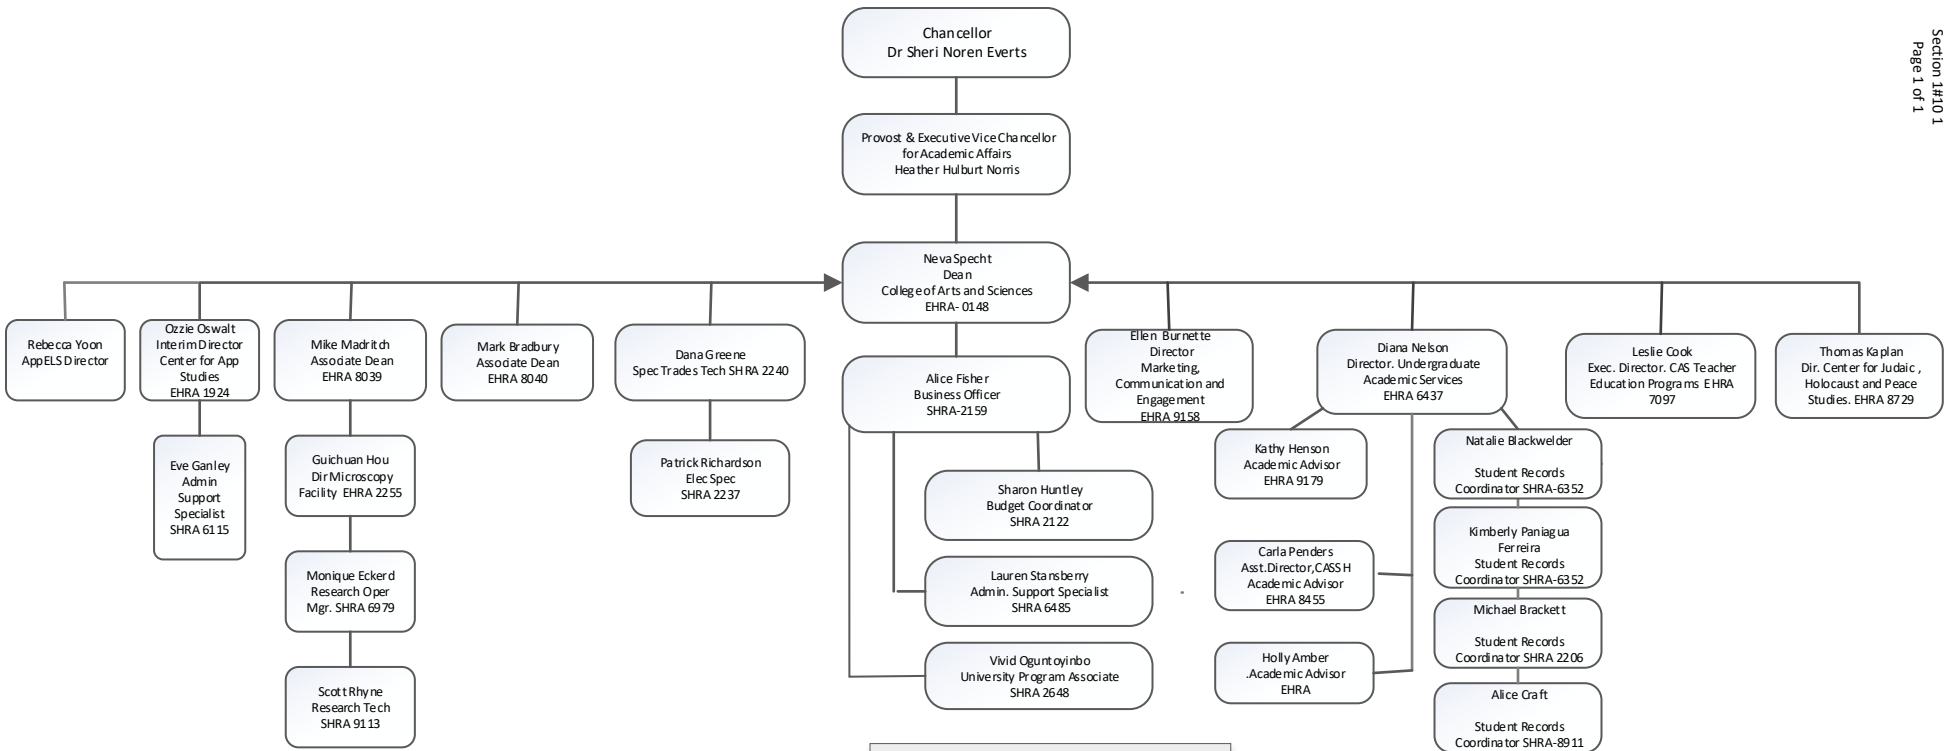 Section 1#10 1
Page 1 of 1
Chancellor
Dr Sheri Noren Everts
Provost & Executive Vice Chancellor
for Academic Affairs
Heather Hulburt Norris
Neva Specht
Dean
College of Arts and Sciences
EHRA- 0148
Rebecca Yoon
AppELS Director
Ozzie Oswalt
Interim Director
Center for App
Studies
EHRA 1924
Mike Madritch
Associate Dean
EHRA 8039
Mark Bradbury
Associate Dean
EHRA 8040
Dana Greene
Spec Trades Tech SHRA 2240
Alice Fisher
Business Officer
SHRA-2159
Ellen Burnette
Director
Marketing,
Communication and
Engagement
EHRA 9158
Diana Nelson
Director. Undergraduate
Academic Services
EHRA 6437
Leslie Cook
Exec. Director. CAS Teacher
Education Programs EHRA
7097
Thomas Kaplan
Dir. Center for Judaic ,
Holocaust and Peace
Studies. EHRA 8729
Eve Ganley
Admin
Support
Specialist
SHRA 6115
Guichuan Hou
Dir Microscopy
Facility EHRA 2255
Monique Eckerd
Research Oper
Mgr. SHRA 6979
Scott Rhyne
Research Tech
SHRA 9113
Patrick Richardson
Elec Spec
SHRA 2237
Sharon Huntley
Budget Coordinator
SHRA 2122
Lauren Stansberry
Admin. Support Specialist
SHRA 6485
Vivid Oguntoyinbo
University Program Associate
SHRA 2648
Kathy Henson
Academic Advisor
EHRA 9179
Carla Penders
Asst.Director,CASSH
Academic Advisor
EHRA 8455
Holly Amber
.Academic Advisor
EHRA
Natalie Blackwelder
Student Records
Coordinator SHRA-6352
Kimberly Paniagua
Ferreira
Student Records
Coordinator SHRA-6352
Michael Brackett
Student Records
Coordinator SHRA 2206
Alice Craft
Student Records
Coordinator SHRA-8911